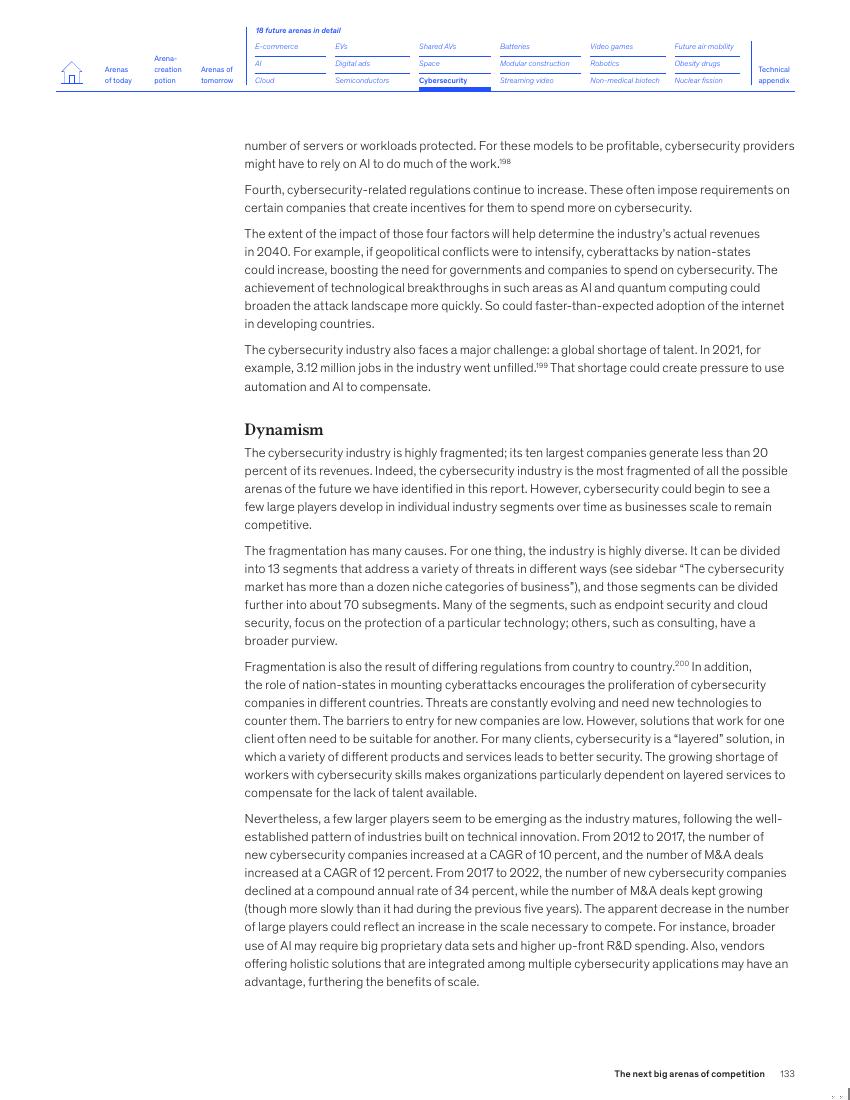 18 future arenas in detail
Arenas
of today
Arena-
creation
potion
Arenas of
tomorrow
E-commerce
EVs
Shared AVs
Batteries
Video games
Future air mobility
AI
Digital ads
Space
Modular construction
Robotics
Obesity drugs
Cloud
Semiconductors
Cybersecurity
Streaming video
Non-medical biotech
Nuclear fission
Technical
appendix
number of servers or workloads protected. For these models to be profitable, cybersecurity providers
might have to rely on AI to do much of the work.198
Fourth, cybersecurity-related regulations continue to increase. These often impose requirements on
certain companies that create incentives for them to spend more on cybersecurity.
The extent of the impact of those four factors will help determine the industry's actual revenues
in 2040. For example, if geopolitical conflicts were to intensify, cyberattacks by nation-states
could increase, boosting the need for governments and companies to spend on cybersecurity. The
achievement of technological breakthroughs in such areas as AI and quantum computing could
broaden the attack landscape more quickly. So could faster-than-expected adoption of the internet
in developing countries.
The cybersecurity industry also faces a major challenge: a global shortage of talent. In 2021, for
example, 3.12 million jobs in the industry went unfilled.199 That shortage could create pressure to use
automation and AI to compensate.
Dynamism
The cybersecurity industry is highly fragmented; its ten largest companies generate less than 20
percent of its revenues. Indeed, the cybersecurity industry is the most fragmented of all the possible
arenas of the future we have identified in this report. However, cybersecurity could begin to see a
few large players develop in individual industry segments over time as businesses scale to remain
competitive.
The fragmentation has many causes. For one thing, the industry is highly diverse. It can be divided
into 13 segments that address a variety of threats in different ways (see sidebar “The cybersecurity
market has more than a dozen niche categories of business”), and those segments can be divided
further into about 70 subsegments. Many of the segments, such as endpoint security and cloud
security, focus on the protection of a particular technology; others, such as consulting, have a
broader purview.
Fragmentation is also the result of differing regulations from country to country.200 In addition,
the role of nation-states in mounting cyberattacks encourages the proliferation of cybersecurity
companies in different countries. Threats are constantly evolving and need new technologies to
counter them. The barriers to entry for new companies are low. However, solutions that work for one
client often need to be suitable for another. For many clients, cybersecurity is a “layered” solution, in
which a variety of different products and services leads to better security. The growing shortage of
workers with cybersecurity skills makes organizations particularly dependent on layered services to
compensate for the lack of talent available.
Nevertheless, a few larger players seem to be emerging as the industry matures, following the well-
established pattern of industries built on technical innovation. From 2012 to 2017, the number of
new cybersecurity companies increased at a CAGR of 10 percent, and the number of M&A deals
increased at a CAGR of 12 percent. From 2017 to 2022, the number of new cybersecurity companies
declined at a compound annual rate of 34 percent, while the number of M&A deals kept growing
(though more slowly than it had during the previous five years). The apparent decrease in the number
of large players could reflect an increase in the scale necessary to compete. For instance, broader
use of AI may require big proprietary data sets and higher up-front R&D spending. Also, vendors
offering holistic solutions that are integrated among multiple cybersecurity applications may have an
advantage, furthering the benefits of scale.
The next big arenas of competition 133